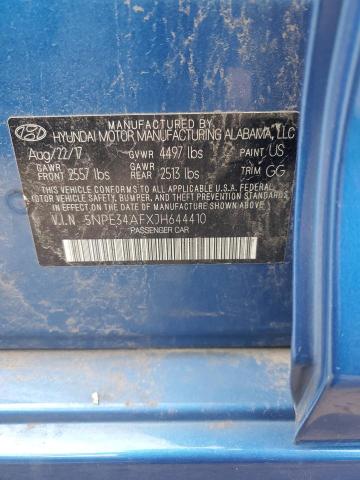 MANUFACTURED BY
HYUNDAI MOTOR MANUFACTURING ALABAMA, LLC
Aug/22/17 GVWR 4497 lbs PAINT US
GAWR FRONT 2557 lbs GAWR REAR 2513 lbs TRIM GG
THIS VEHICLE CONFORMS TO ALL APPLICABLE U.S.A. FEDERAL
MOTOR VEHICLE SAFETY, BUMPER, AND THEFT PREVENTION
STANDARDS IN EFFECT ON THE DATE OF MANUFACTURE SHOWN ABOVE.
V.I.N 5NPE34AFXJH644410
PASSENGER CAR